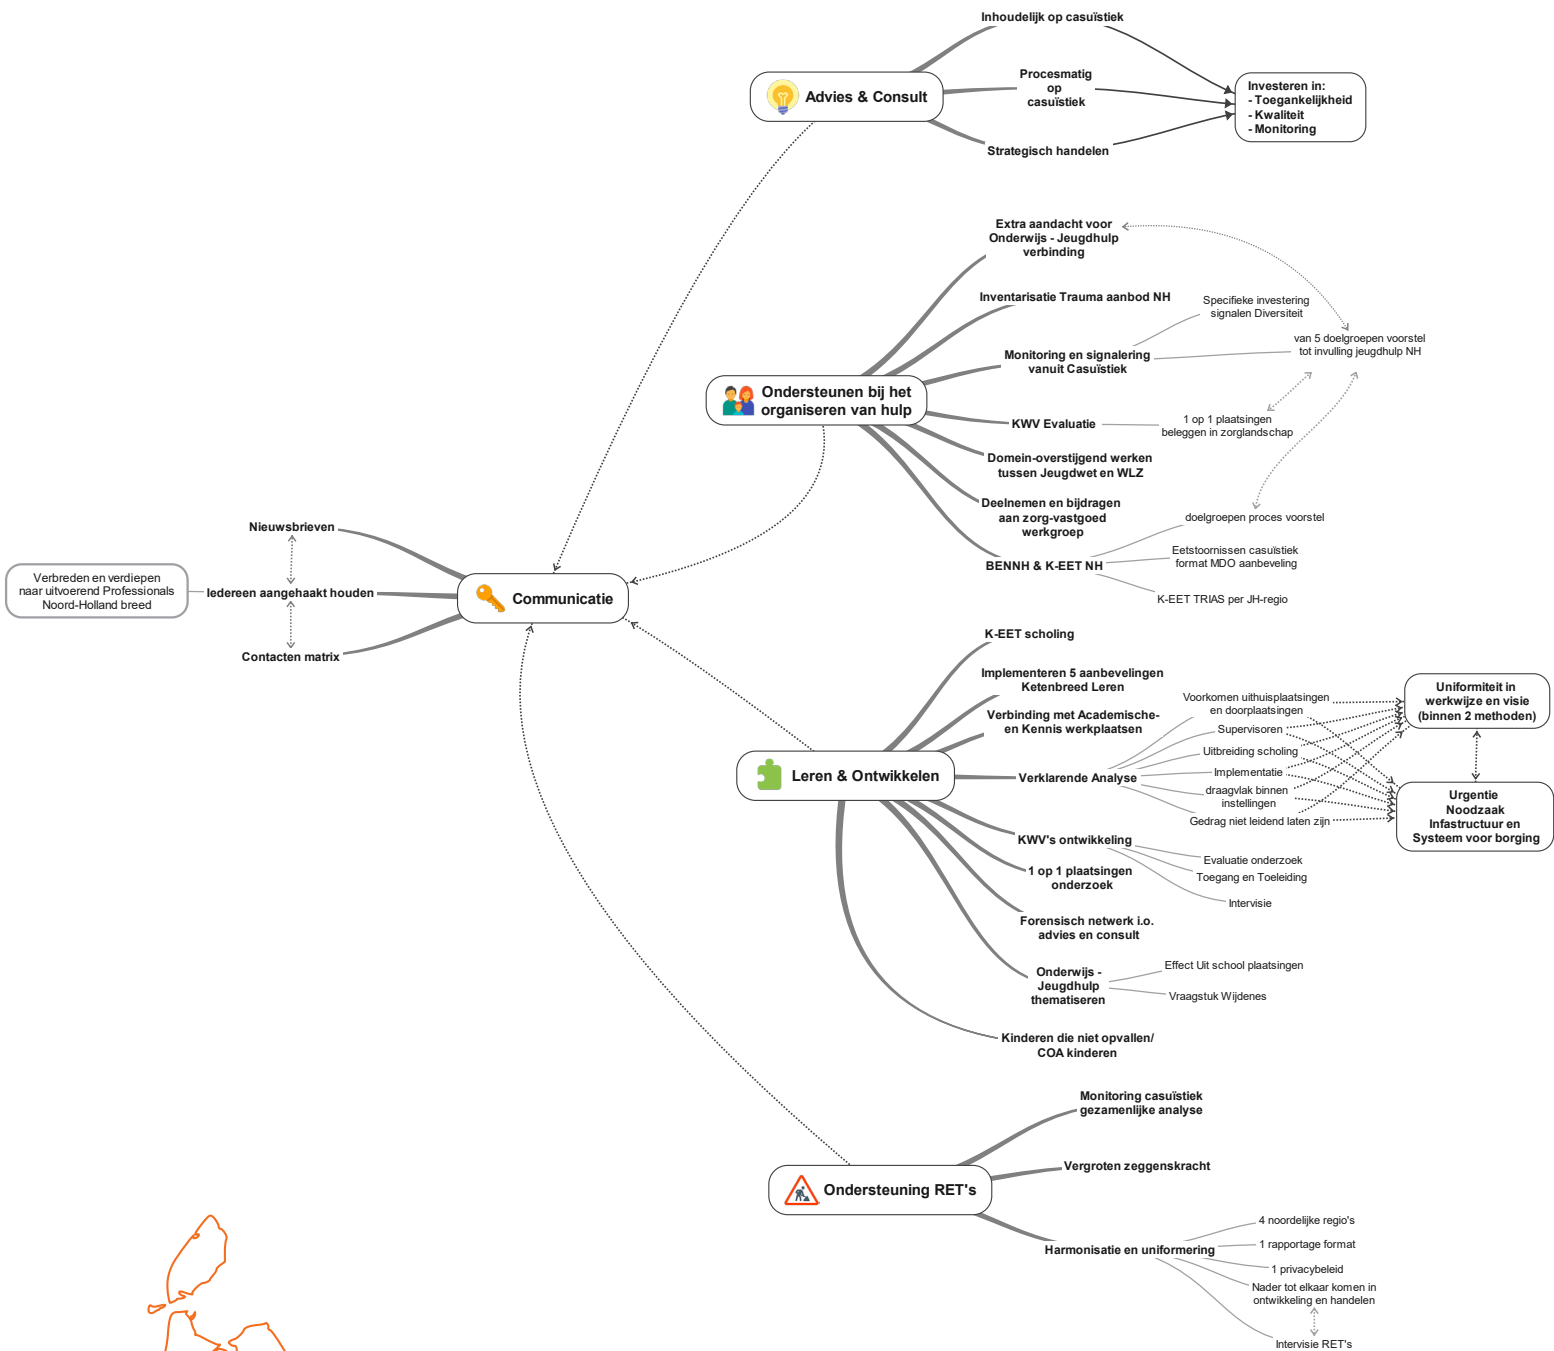 Inhoudelijk op casuïstiek
Procesmatig
op
casuïstiek
Strategisch handelen
Advies & Consult
Investeren in:
- Toegankelijkheid
- Kwaliteit
- Monitoring
Extra aandacht voor
Onderwijs - Jeugdhulp
verbinding
Inventarisatie Trauma aanbod NH
Specifieke investering
signalen Diversiteit
Monitoring en signalering
vanuit Casuïstiek
van 5 doelgroepen voorstel
tot invulling jeugdhulp NH
Ondersteunen bij het
organiseren van hulp
KWV Evaluatie
1 op 1 plaatsingen
beleggen in zorglandschap
Domein-overstijgend werken
tussen Jeugdwet en WLZ
Deelnemen en bijdragen
aan zorg-vastgoed
werkgroep
BENNH & K-EET NH
doelgroepen proces voorstel
Eetstoornissen casuïstiek
format MDO aanbeveling
K-EET TRIAS per JH-regio
Nieuwsbrieven
Verbreden en verdiepen
naar uitvoerend Professionals
Noord-Holland breed
Iedereen aangehaakt houden
Contacten matrix
Communicatie
K-EET scholing
Implementeren 5 aanbevelingen
Ketenbreed Leren
Verbinding met Academische-
en Kennis werkplaatsen
Leren & Ontwikkelen
Verklarende Analyse
Voorkomen uithuisplaatsingen
en doorplaatsingen
Supervisoren
Uitbreiding scholing
Implementatie
draagvlak binnen
instellingen
Gedrag niet leidend laten zijn
Uniformiteit in
werkwijze en visie
(binnen 2 methoden)
Urgentie
Noodzaak
Infastructuur en
Systeem voor borging
KWV's ontwikkeling
Evaluatie onderzoek
Toegang en Toeleiding
Intervisie
1 op 1 plaatsingen
onderzoek
Forensisch netwerk i.o.
advies en consult
Onderwijs -
Jeugdhulp
thematiseren
Effect Uit school plaatsingen
Vraagstuk Wijdenes
Kinderen die niet opvallen/
COA kinderen
Monitoring casuïstiek
gezamenlijke analyse
Vergroten zeggenskracht
Ondersteuning RET's
Harmonisatie en uniformering
4 noordelijke regio's
1 rapportage format
1 privacybeleid
Nader tot elkaar komen in
ontwikkeling en handelen
Intervisie RET's